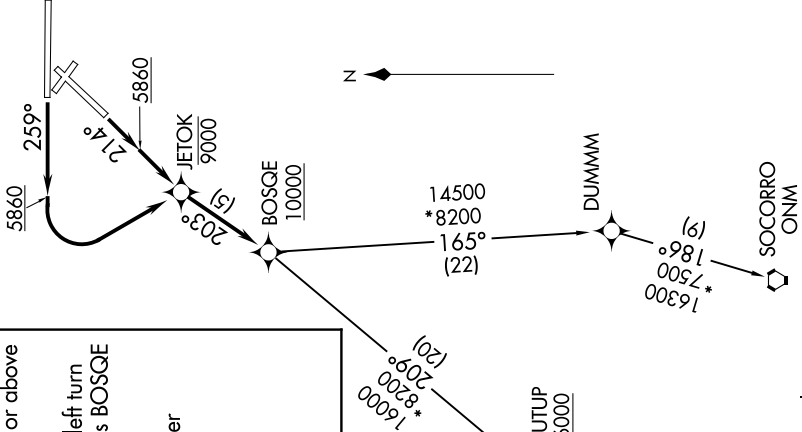 259°
5860
214°
5860
JETOK
9000
203°
(5)
BOSQE
10000
N
14500
*8200
165°
(22)
DUMMM
(9)
186°
*7500
16300
SOCORRO
ONM
(20)
209°
*8200
16000
or above
left turn
s BOSQE
er
UTUP
5000